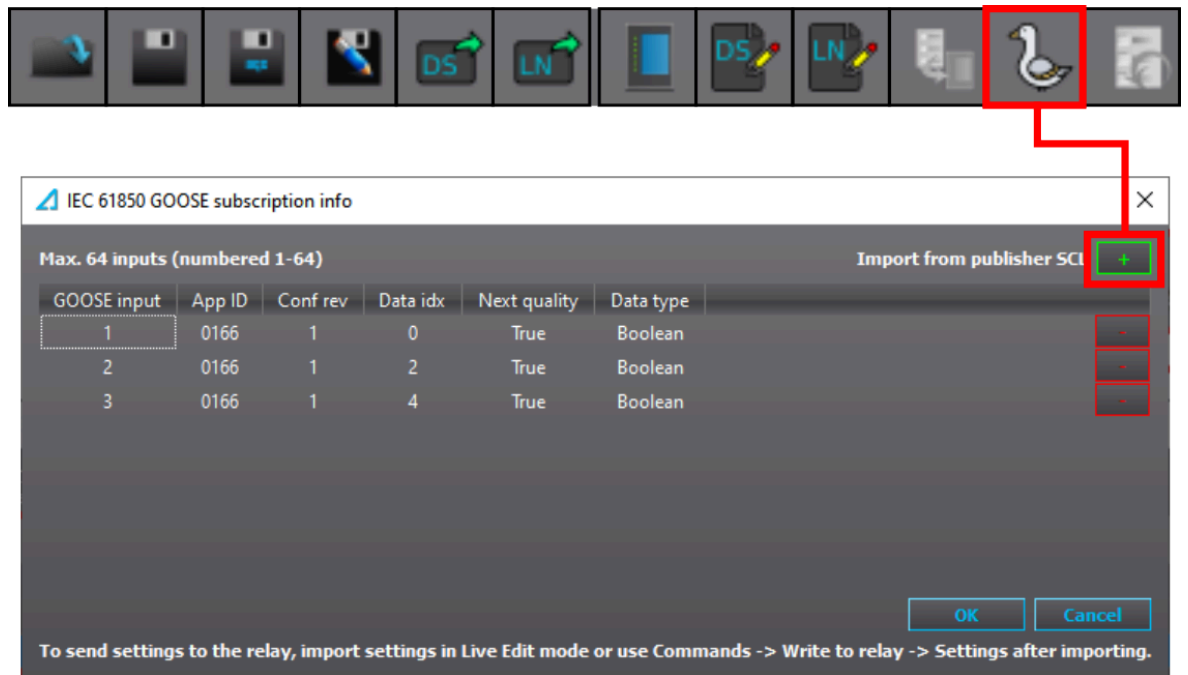 DS LN DS LN
IEC 61850 GOOSE subscription info
Max. 64 inputs (numbered 1-64) Import from publisher SCL +
GOOSE input App ID Conf rev Data idx Next quality Data type
1 0166 1 0 True Boolean -
2 0166 1 2 True Boolean -
3 0166 1 4 True Boolean -
OK Cancel
To send settings to the relay, import settings in Live Edit mode or use Commands -> Write to relay -> Settings after importing.